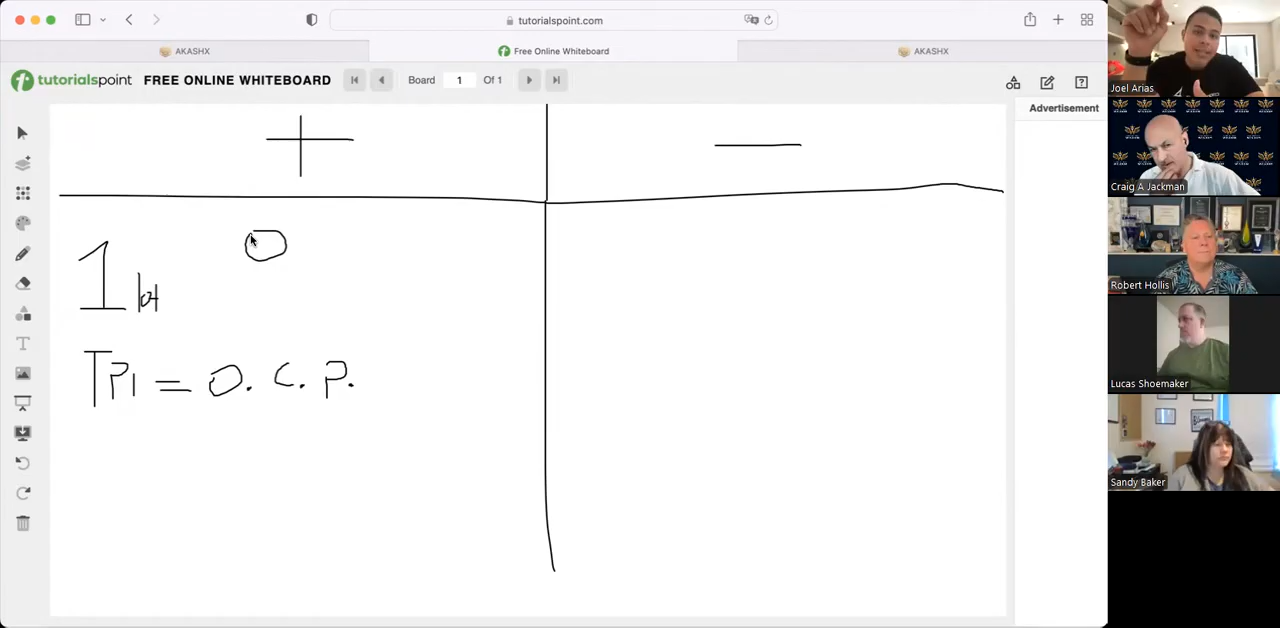 tutorialspoint.com
AKASHX
Free Online Whiteboard
AKASHX
tutorialspoint
FREE ONLINE WHITEBOARD
Board 1 Of 1
Advertisement
+
—
1 lot
O
TP1 = O. C. P.
Joel Arias
Craig A Jackman
Robert Hollis
Lucas Shoemaker
Sandy Baker